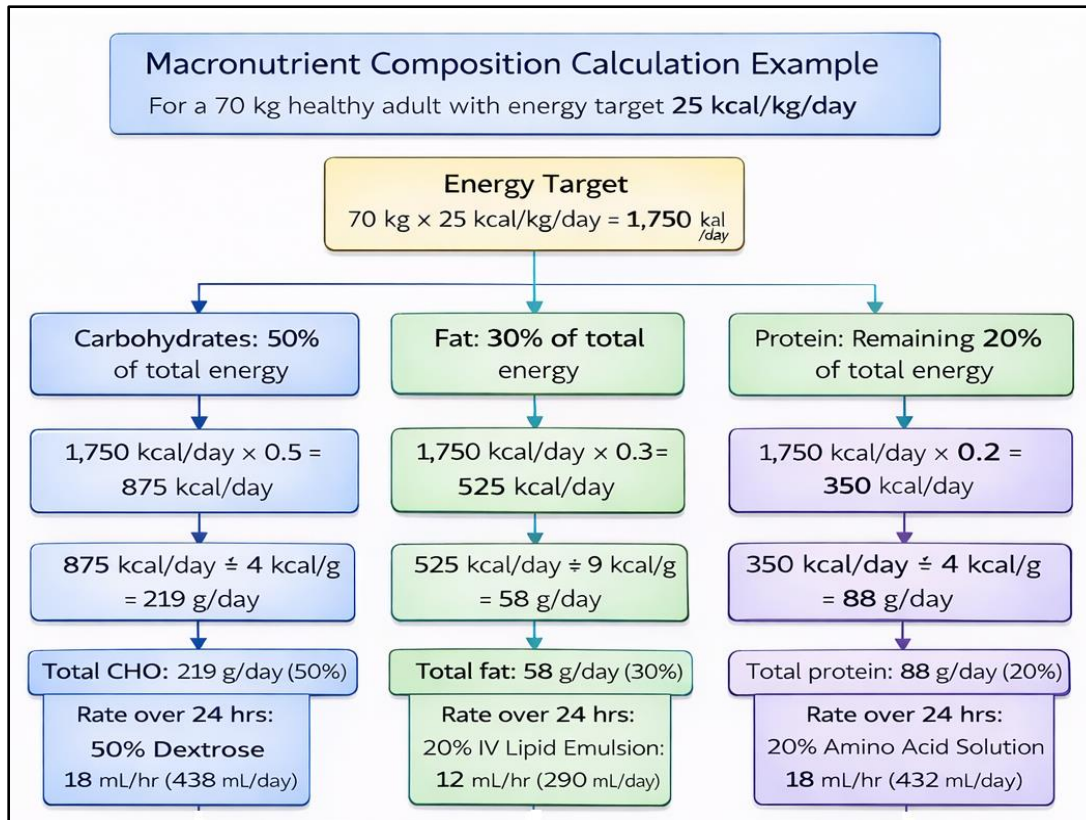 Macronutrient Composition Calculation Example
For a 70 kg healthy adult with energy target 25 kcal/kg/day
Energy Target
70 kg × 25 kcal/kg/day = 1,750 kal
/day
Carbohydrates: 50%
of total energy
1,750 kcal/day × 0.5 =
875 kcal/day
875 kcal/day ≑ 4 kcal/g
= 219 g/day
Total CHO: 219 g/day (50%)
Rate over 24 hrs:
50% Dextrose
18 mL/hr (438 mL/day)
Fat: 30% of total
energy
1,750 kcal/day × 0.3=
525 kcal/day
525 kcal/day ÷ 9 kcal/g
= 58 g/day
Total fat: 58 g/day (30%)
Rate over 24 hrs:
20% IV Lipid Emulsion:
12 mL/hr (290 mL/day)
Protein: Remaining 20%
of total energy
1,750 kcal/day × 0.2 =
350 kcal/day
350 kcal/day ≑ 4 kcal/g
= 88 g/day
Total protein: 88 g/day (20%)
Rate over 24 hrs:
20% Amino Acid Solution
18 mL/hr (432 mL/day)